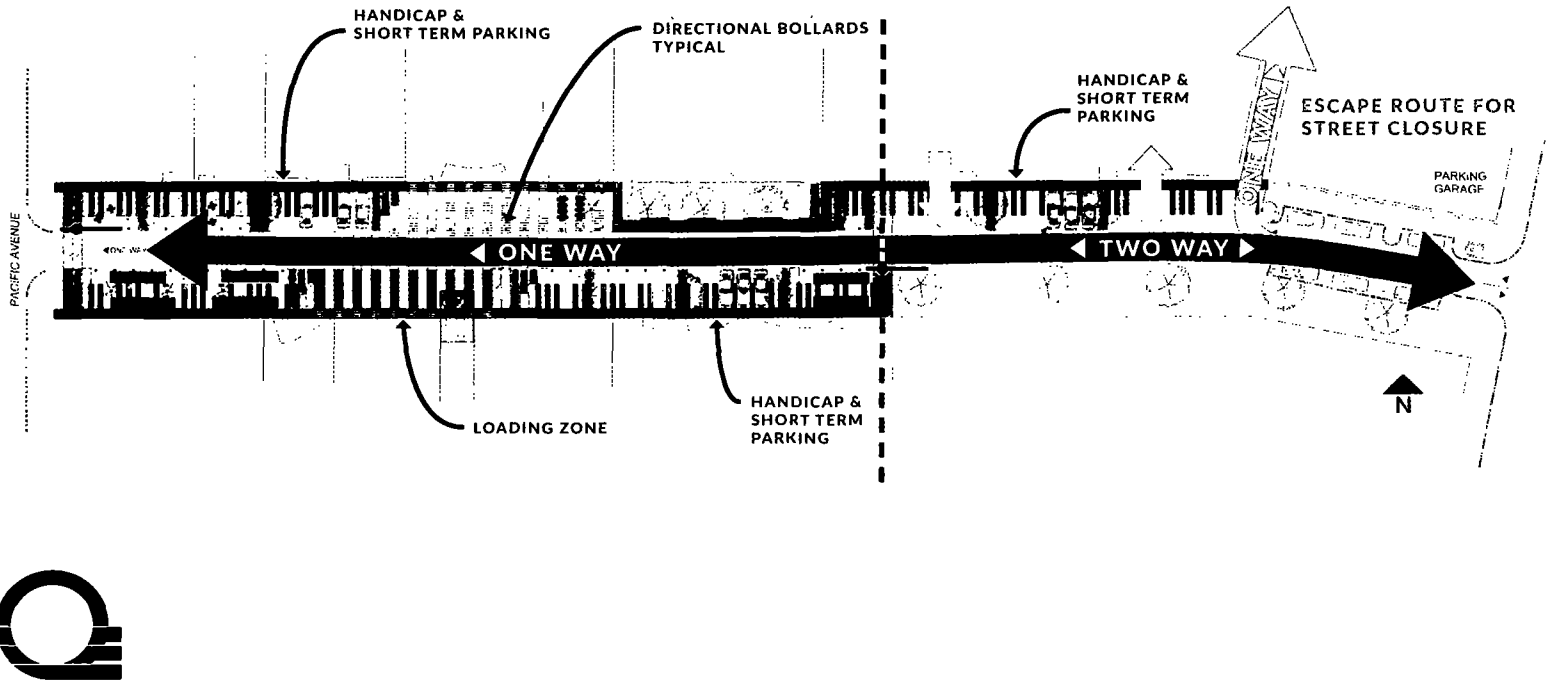 HANDICAP &
SHORT TERM PARKING
DIRECTIONAL BOLLARDS
TYPICAL
HANDICAP &
SHORT TERM
PARKING
ONE WAY
ESCAPE ROUTE FOR
STREET CLOSURE
PARKING
GARAGE
PACIFIC AVENUE
ONE WAY
ONE WAY
TWO WAY
LOADING ZONE
HANDICAP &
SHORT TERM
PARKING
N